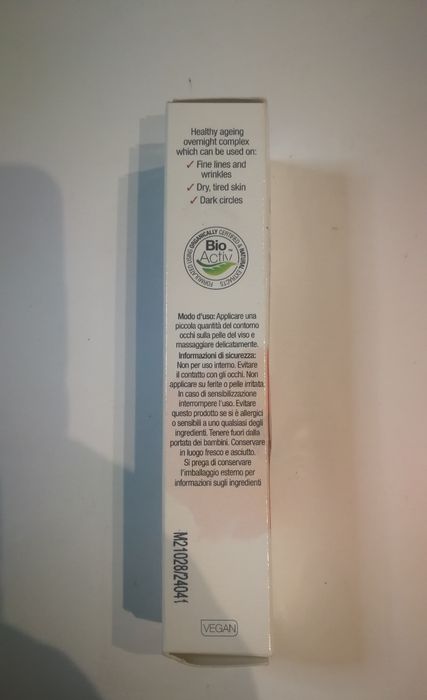 Healthy ageing
overnight complex
which can be used on:
✓ Fine lines and
wrinkles
✓ Dry, tired skin
✓ Dark circles
FORMULATED USING ORGANICALLY CERTIFIED & NATURAL EXTRACTS
Bio
Activ
Modo d'uso: Applicare una
piccola quantità del contorno
occhi sulla pelle del viso e
massaggiare delicatamente.
Informazioni di sicurezza:
Non per uso interno. Evitare
il contatto con gli occhi. Non
applicare su ferite o pelle irritata.
In caso di sensibilizzazione
interrompere l'uso. Evitare
questo prodotto se si è allergici
o sensibili a uno qualsiasi degli
ingredienti. Tenere fuori dalla
portata dei bambini. Conservare
in luogo fresco e asciutto.
Si prega di conservare
l'imballaggio esterno per
informazioni sugli ingredienti
M21028/24041
VEGAN